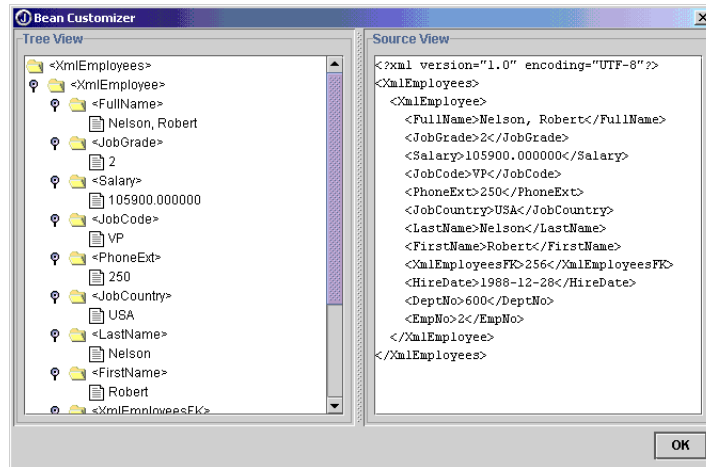 Bean Customizer
Tree View
<XmlEmployees>
<XmlEmployee>
<FullName>
Nelson, Robert
<JobGrade>
2
<Salary>
105900.000000
<JobCode>
VP
<PhoneExt>
250
<JobCountry>
USA
<LastName>
Nelson
<FirstName>
Robert
<XmlEmployeesFK>
Source View
<?xml version="1.0" encoding="UTF-8"?>
<XmlEmployees>
<XmlEmployee>
<FullName>Nelson, Robert</FullName>
<JobGrade>2</JobGrade>
<Salary>105900.000000</Salary>
<JobCode>VP</JobCode>
<PhoneExt>250</PhoneExt>
<JobCountry>USA</JobCountry>
<LastName>Nelson</LastName>
<FirstName>Robert</FirstName>
<XmlEmployeesFK>256</XmlEmployeesFK>
<HireDate>1988-12-28</HireDate>
<DeptNo>600</DeptNo>
<EmpNo>2</EmpNo>
</XmlEmployee>
</XmlEmployees>
OK